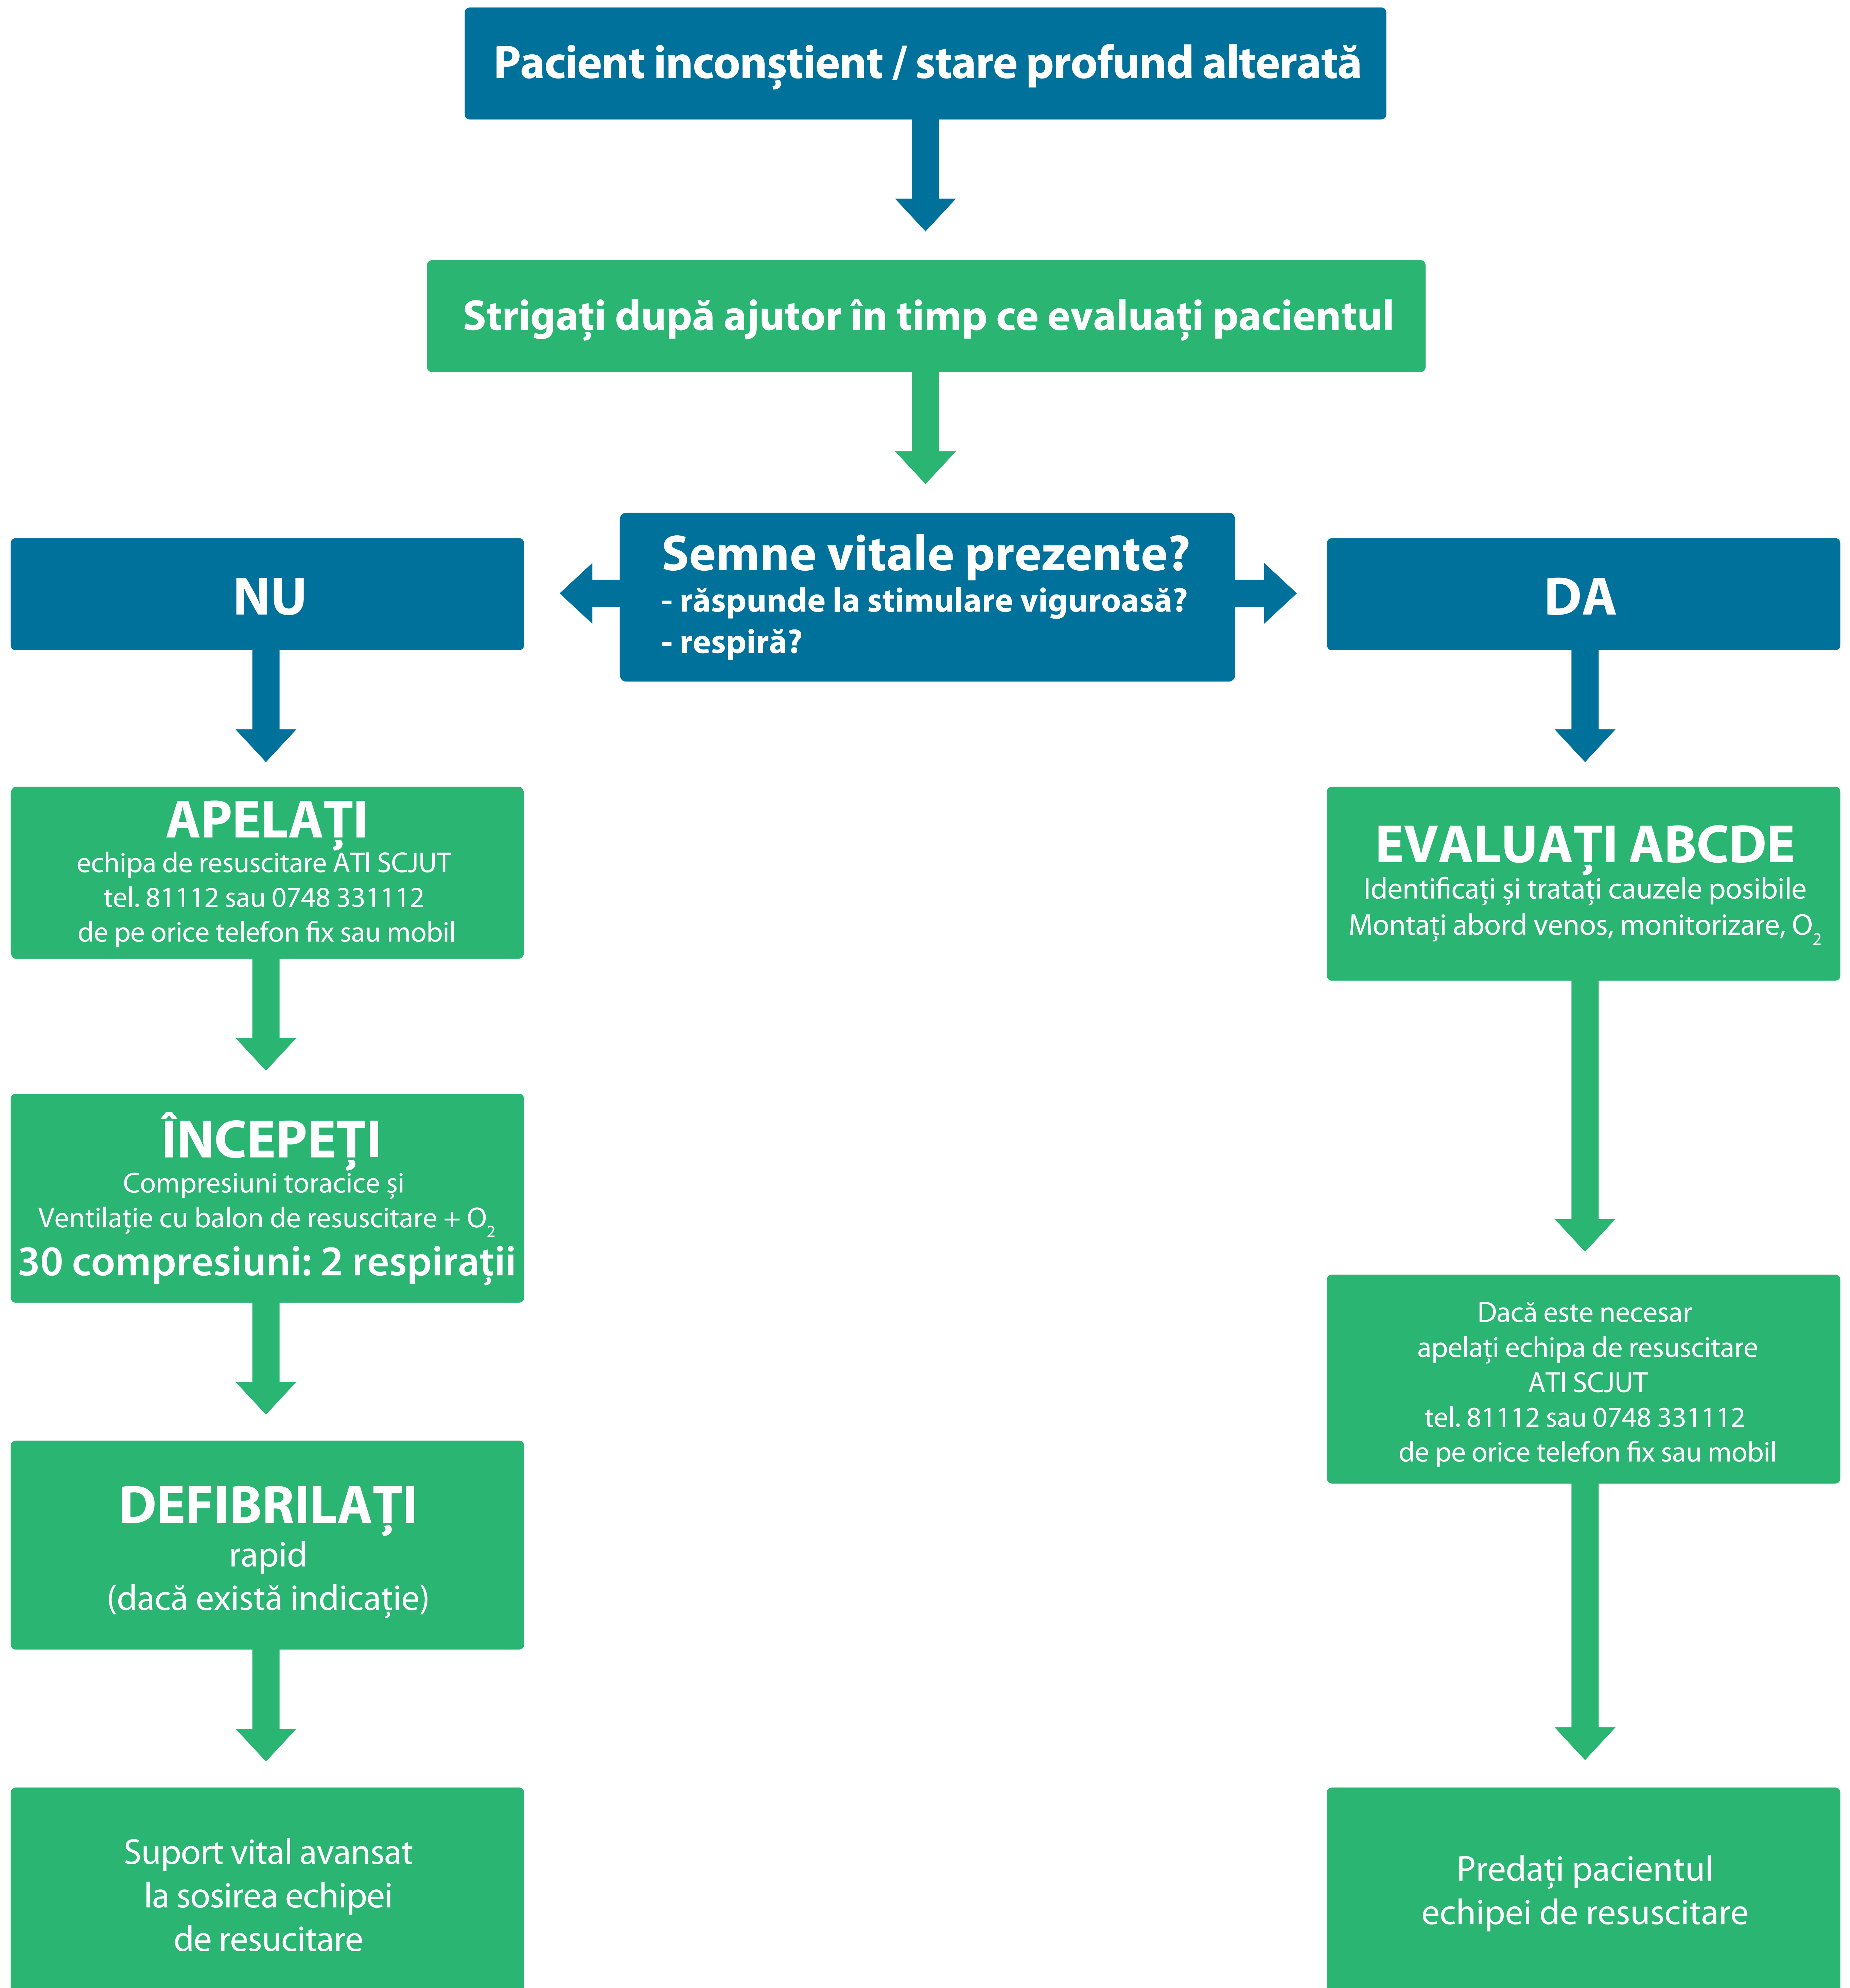 Pacient inconștient / stare profund alterată
Strigați după ajutor în timp ce evaluați pacientul
Semne vitale prezente?
- răspunde la stimulare viguroasă?
- respiră?
NU
APELAȚI
echipa de resuscitare ATI SCJUT
tel. 81112 sau 0748 331112
de pe orice telefon fix sau mobil
ÎNCEPEȚI
Compresiuni toracice și
Ventilație cu balon de resuscitare + O₂
30 compresiuni: 2 respirații
DEFIBRILAȚI
rapid
(dacă există indicație)
Suport vital avansat
la sosirea echipei
de resucitare
DA
EVALUAȚI ABCDE
Identificați și tratați cauzele posibile
Montați abord venos, monitorizare, O₂
Dacă este necesar
apelați echipa de resuscitare
ATI SCJUT
tel. 81112 sau 0748 331112
de pe orice telefon fix sau mobil
Predați pacientul
echipei de resuscitare